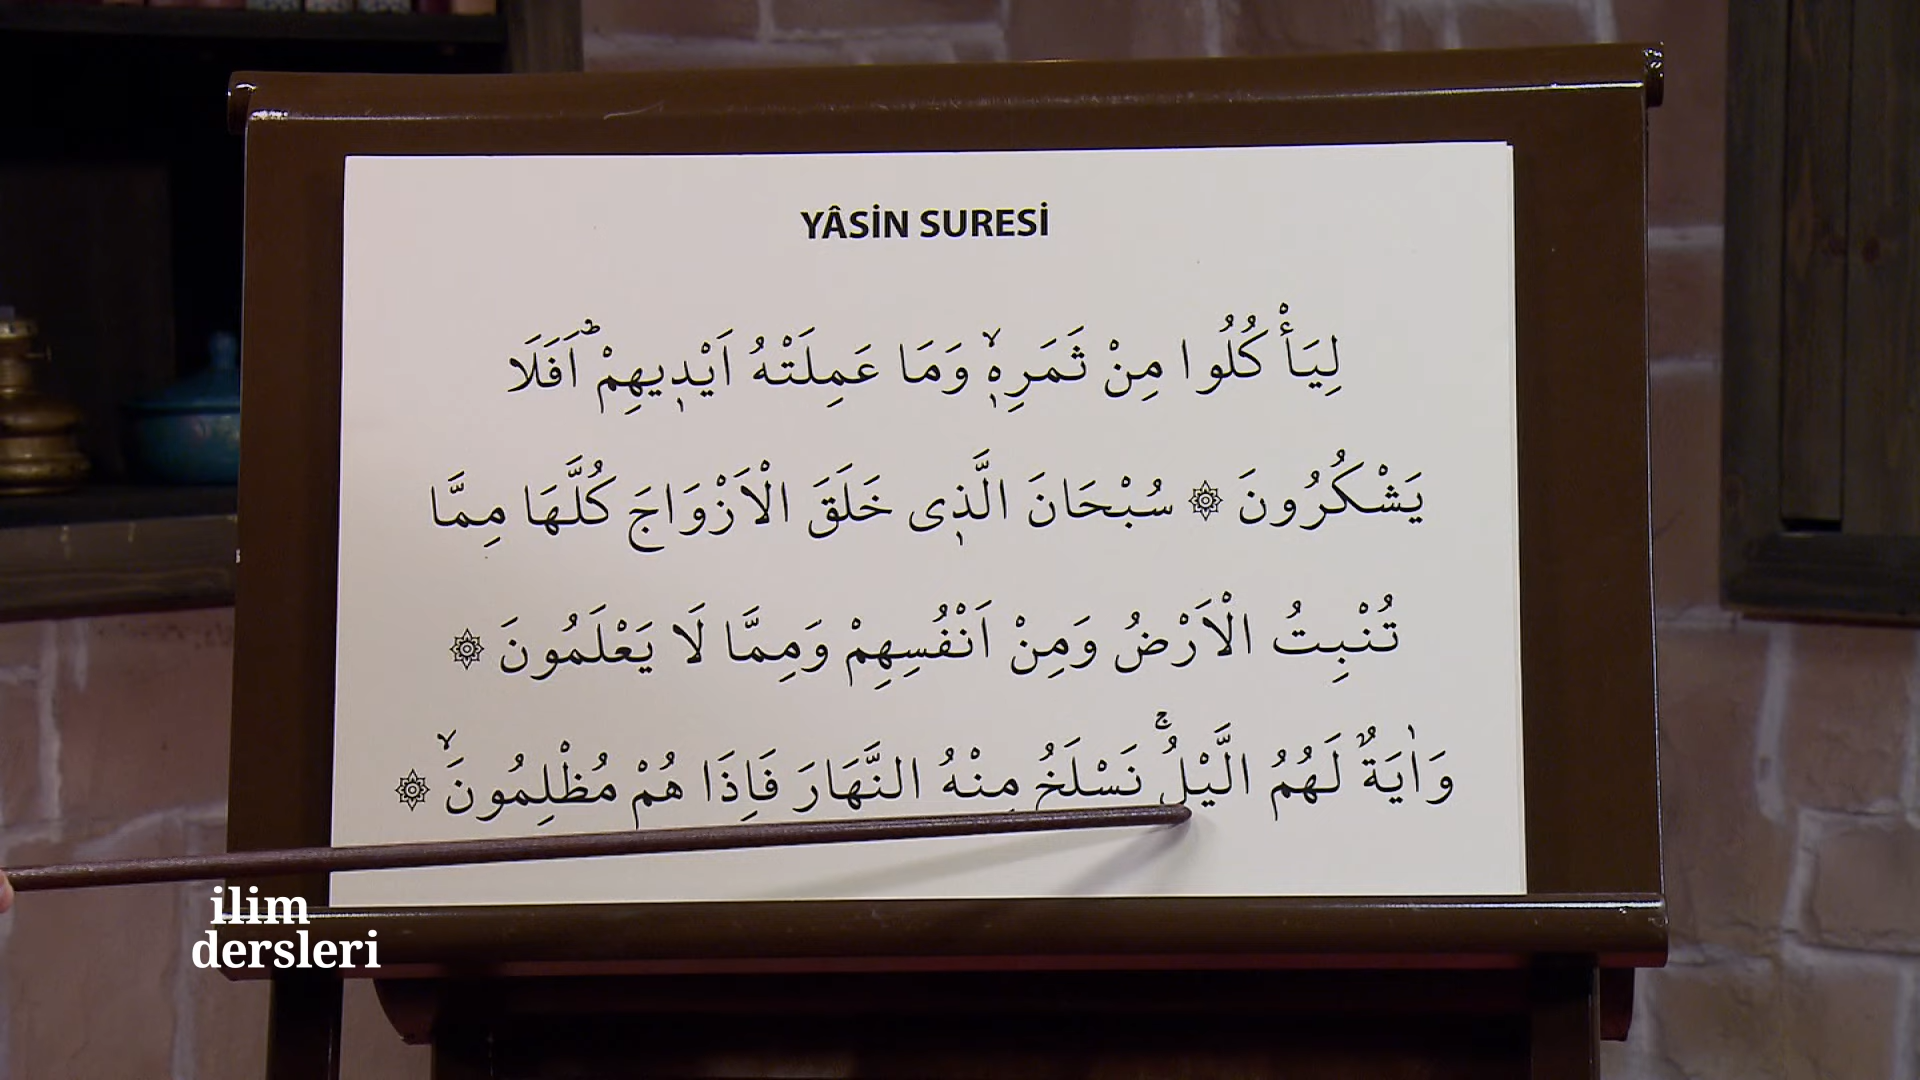 YÂSİN SURESİ
لِيَأْكُلُوا مِنْ ثَمَرِه۪ۙ وَمَا عَمِلَتْهُ اَيْد۪يهِمْۜ اَفَلَا
يَشْكُرُونَ ۞ سُبْحَانَ الَّذ۪ى خَلَقَ الْاَزْوَاجَ كُلَّهَا مِمَّا
تُنْبِتُ الْاَرْضُ وَمِنْ اَنْفُسِهِمْ وَمِمَّا لَا يَعْلَمُونَ ۞
وَاٰيَةٌ لَهُمُ الَّيْلُۚ نَسْلَخُ مِنْهُ النَّهَارَ فَاِذَا هُمْ مُظْلِمُونَۙ ۞
ilim
dersleri